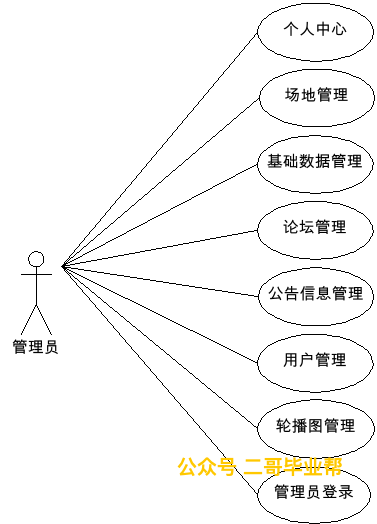 个人中心
场地管理
基础数据管理
论坛管理
公告信息管理
管理员
用户管理
轮播图管理
公众号 二哥毕业帮
管理员登录